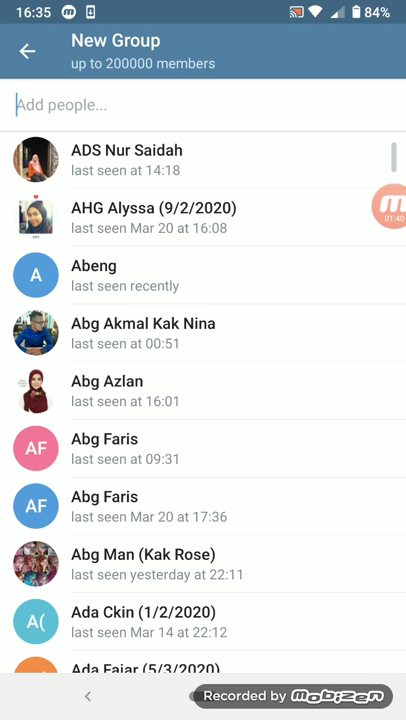 16:35
84%
New Group
up to 200000 members
Add people...
ADS Nur Saidah
last seen at 14:18
01:40
AHG Alyssa (9/2/2020)
last seen Mar 20 at 16:08
A
Abeng
last seen recently
Abg Akmal Kak Nina
last seen at 00:51
Abg Azlan
last seen at 16:01
AF
Abg Faris
last seen at 09:31
AF
Abg Faris
last seen Mar 20 at 17:36
Abg Man (Kak Rose)
last seen yesterday at 22:11
A(
Ada Ckin (1/2/2020)
last seen Mar 14 at 22:12
Ada Fajar (5/3/2020)
Recorded by mobizen